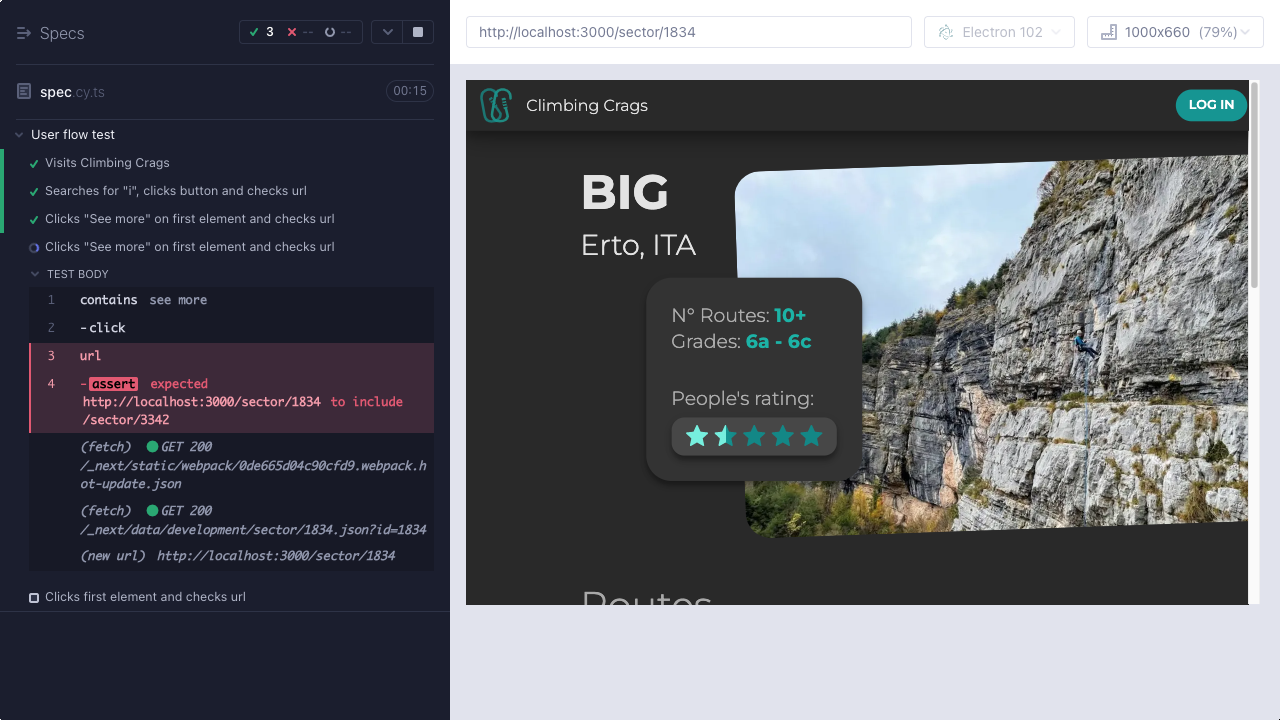 Specs
3 -- --
http://localhost:3000/sector/1834
Electron 102
1000x660 (79%)
spec.cy.ts
00:15
User flow test
Visits Climbing Crags
Searches for "i", clicks button and checks url
Clicks "See more" on first element and checks url
Clicks "See more" on first element and checks url
TEST BODY
1 contains see more
2 -click
3 url
4 -assert expected
http://localhost:3000/sector/1834 to include
/sector/3342
(fetch) GET 200
/_next/static/webpack/0de665d04c90cfd9.webpack.h
ot-update.json
(fetch) GET 200
/_next/data/development/sector/1834.json?id=1834
(new url) http://localhost:3000/sector/1834
Clicks first element and checks url
Climbing Crags
LOG IN
BIG
Erto, ITA
N° Routes: 10+
Grades: 6a - 6c
People's rating:
Routes